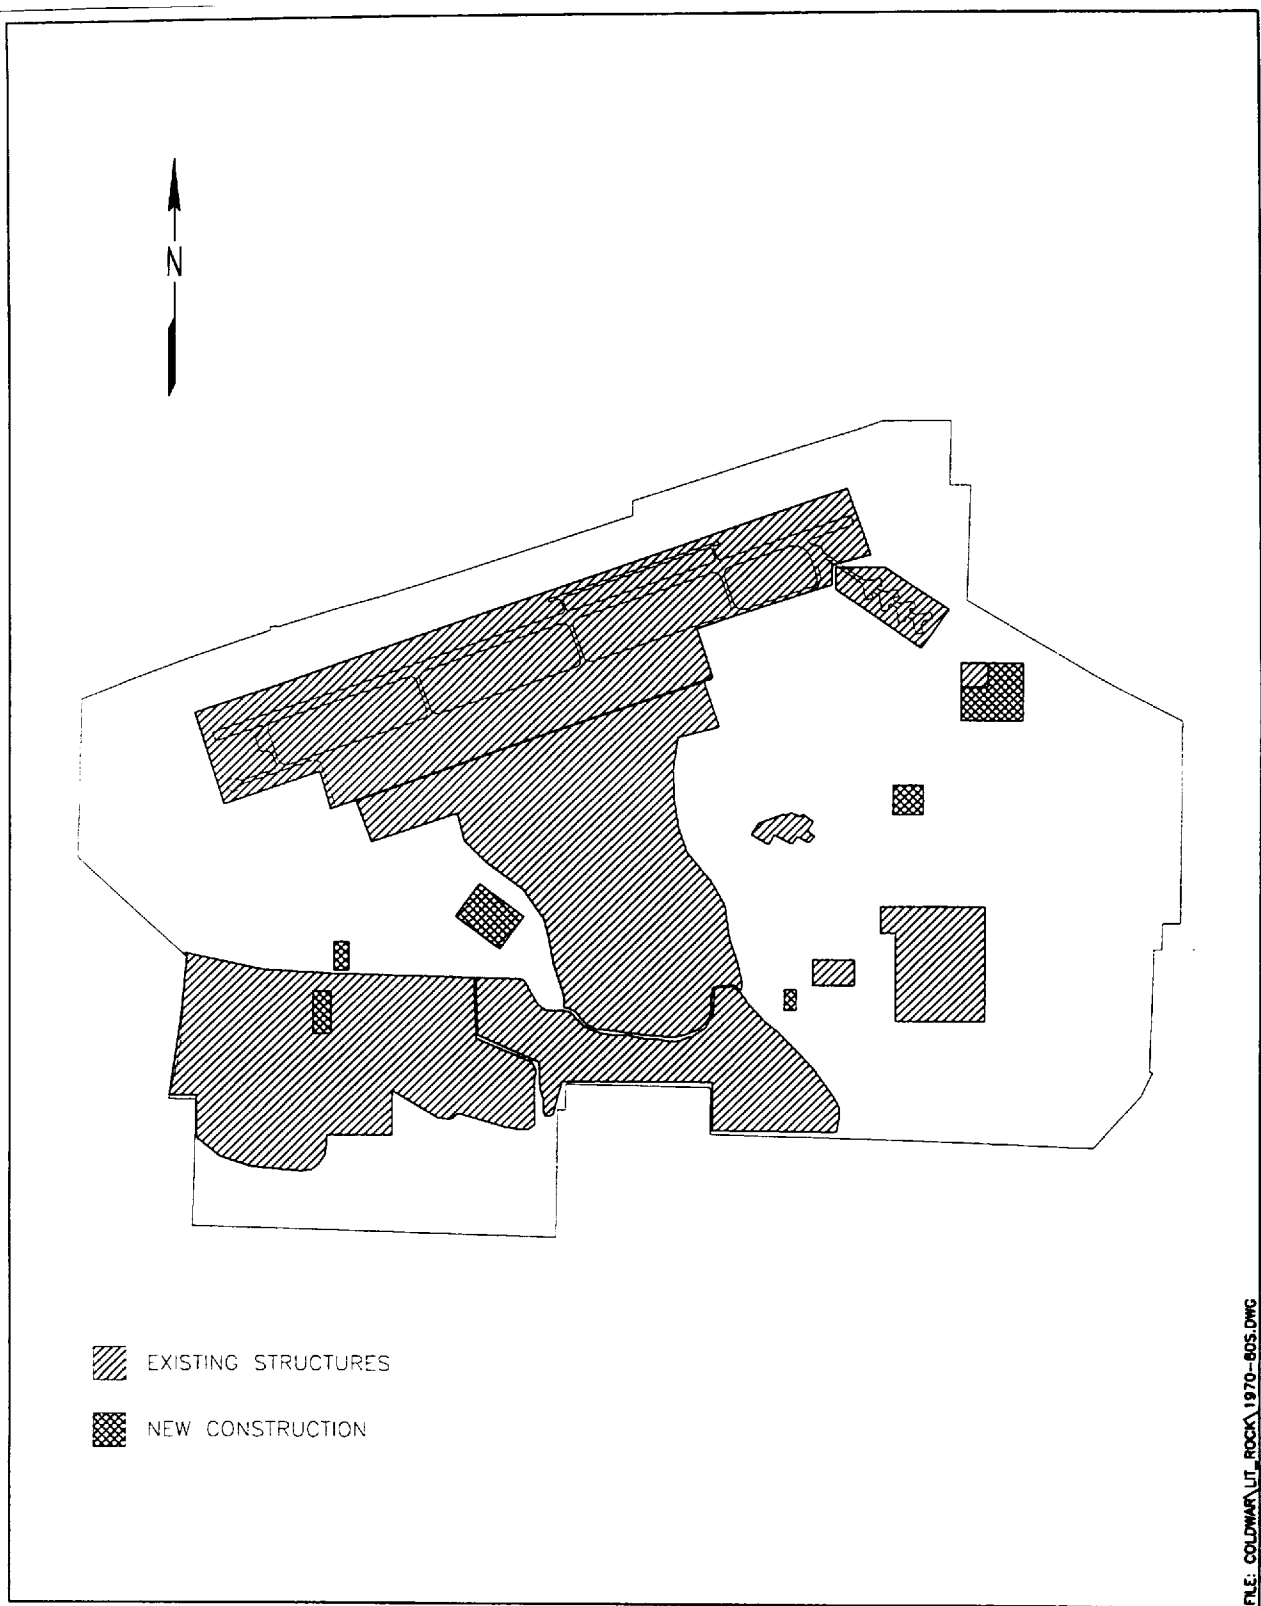 N
EXISTING STRUCTURES
NEW CONSTRUCTION
FILE: COLDWAR\LIT_ROCK\1970-80S.DWG